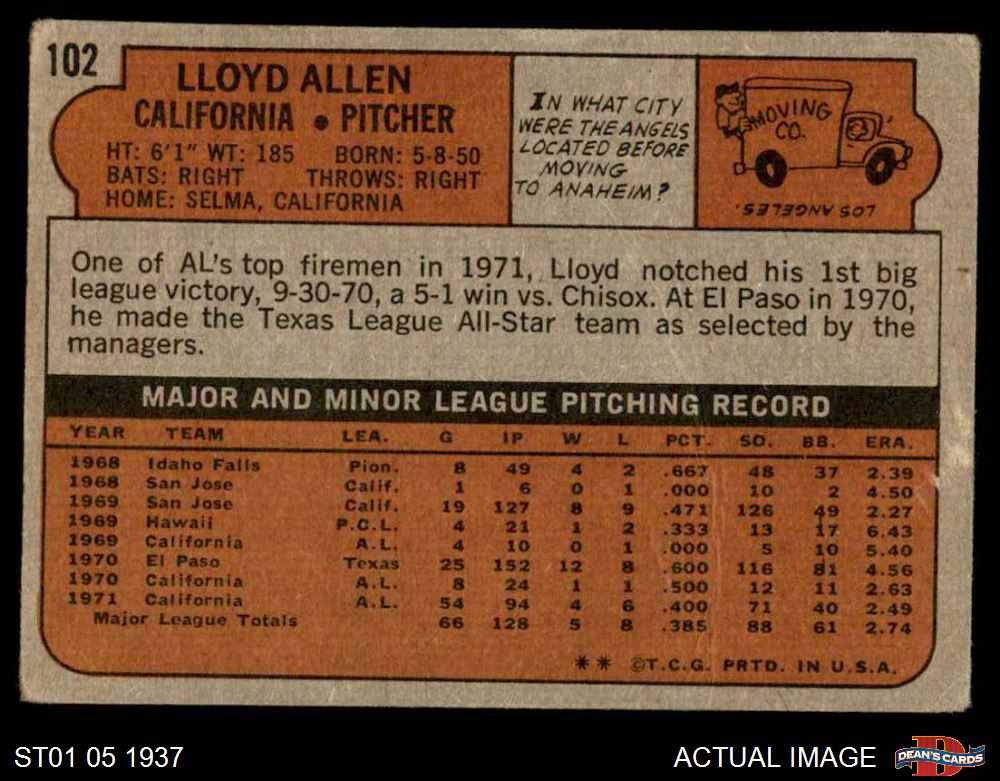 102
LLOYD ALLEN
CALIFORNIA • PITCHER
HT: 6'1" WT: 185 BORN: 5-8-50
BATS: RIGHT THROWS: RIGHT
HOME: SELMA, CALIFORNIA
IN WHAT CITY
WERE THE ANGELS
LOCATED BEFORE
MOVING
TO ANAHEIM?
MOVING
CO.
LOS ANGELES.
One of AL's top firemen in 1971, Lloyd notched his 1st big
league victory, 9-30-70, a 5-1 win vs. Chisox. At El Paso in 1970,
he made the Texas League All-Star team as selected by the
managers.
MAJOR AND MINOR LEAGUE PITCHING RECORD
YEAR TEAM LEA. G IP W L PCT. SO. BB. ERA.
1968 Idaho Falls Pion. 8 49 4 2 .667 48 37 2.39
1968 San Jose Calif. 1 6 0 1 .000 10 2 4.50
1969 San Jose Calif. 19 127 8 9 .471 126 49 2.27
1969 Hawaii P.C.L. 4 21 1 2 .333 13 17 6.43
1969 California A.L. 4 10 0 1 .000 5 10 5.40
1970 El Paso Texas 25 152 12 8 .600 116 81 4.56
1970 California A.L. 8 24 1 1 .500 12 11 2.63
1971 California A.L. 54 94 4 6 .400 71 40 2.49
Major League Totals 66 128 5 8 .385 88 61 2.74
** ©T.C.G. PRTD. IN U.S.A.
ST01 05 1937
ACTUAL IMAGE
D
DEAN'S CARDS